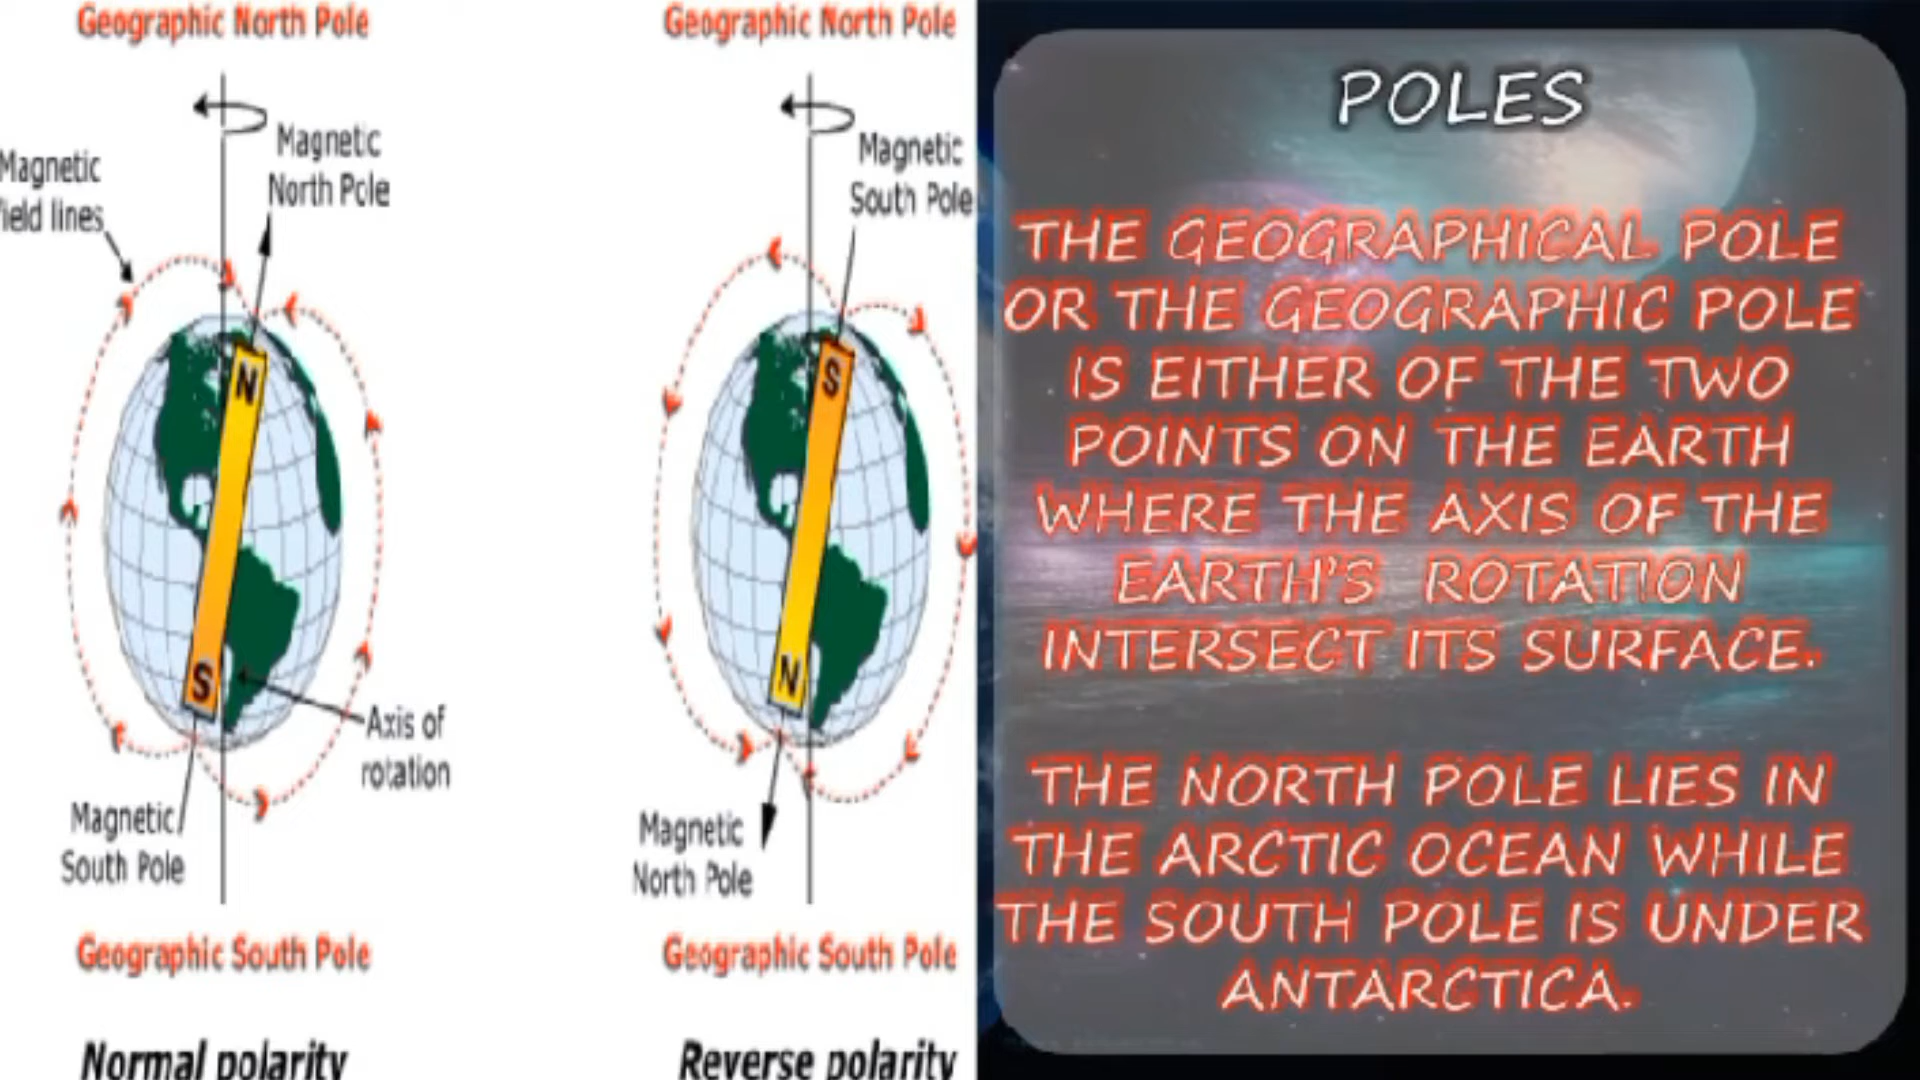 Geographic North Pole
Magnetic
North Pole
Magnetic
field lines
N
S
Axis of
rotation
Magnetic
South Pole
Geographic South Pole
Normal polarity
Geographic North Pole
Magnetic
South Pole
S
N
Magnetic
North Pole
Geographic South Pole
Reverse polarity
POLES
THE GEOGRAPHICAL POLE
OR THE GEOGRAPHIC POLE
IS EITHER OF THE TWO
POINTS ON THE EARTH
WHERE THE AXIS OF THE
EARTH'S ROTATION
INTERSECT ITS SURFACE.
THE NORTH POLE LIES IN
THE ARCTIC OCEAN WHILE
THE SOUTH POLE IS UNDER
ANTARCTICA.